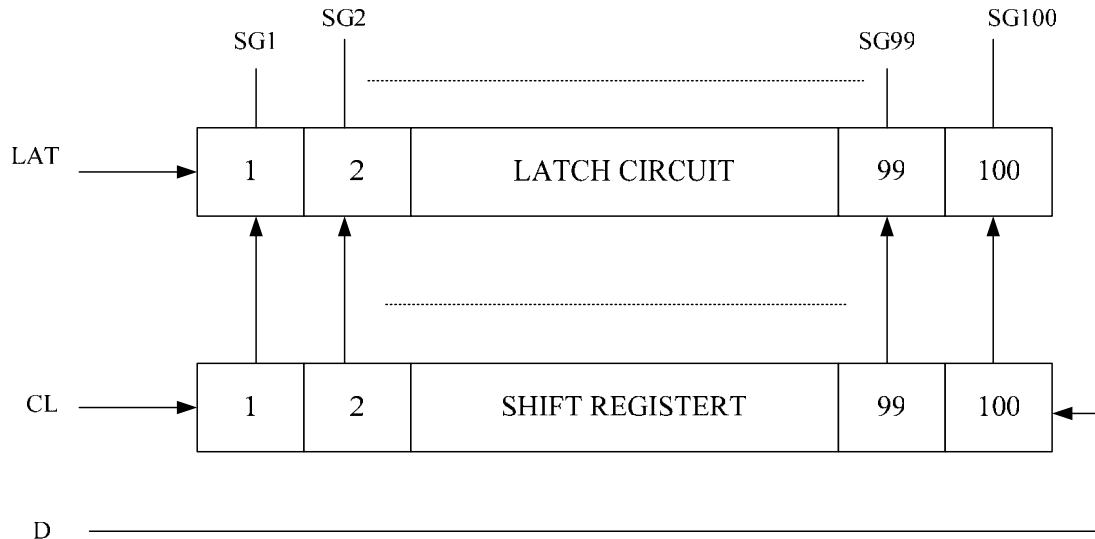 SG1 SG2 SG99 SG100
LAT 1 2 LATCH CIRCUIT 99 100
CL 1 2 SHIFT REGISTERT 99 100
D